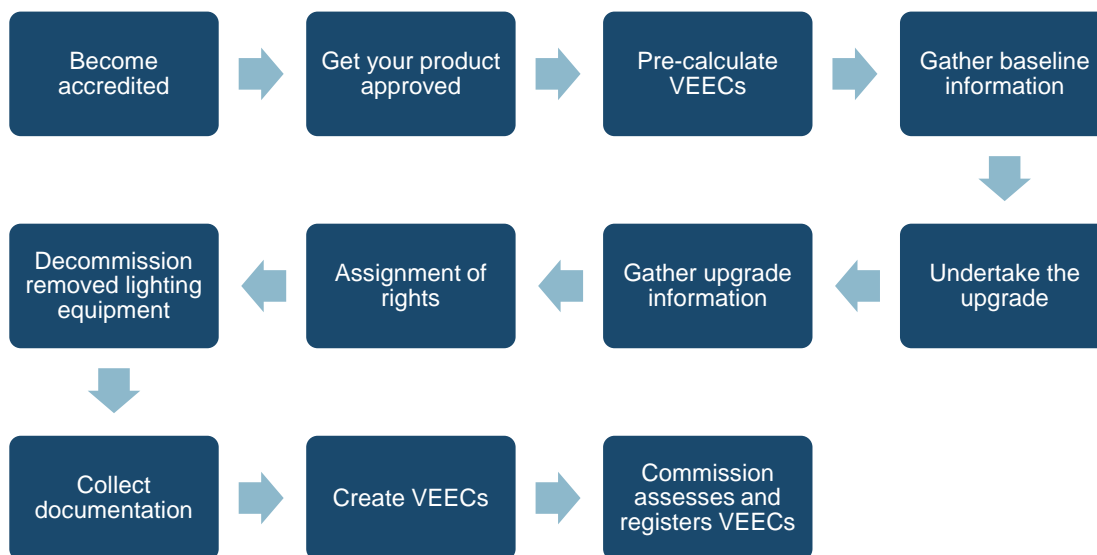 Become
accredited
Get your product
approved
Pre-calculate
VEECs
Gather baseline
information
Undertake the
upgrade
Gather upgrade
information
Assignment of
rights
Decommission
removed lighting
equipment
Collect
documentation
Create VEECs
Commission
assesses and
registers VEECs